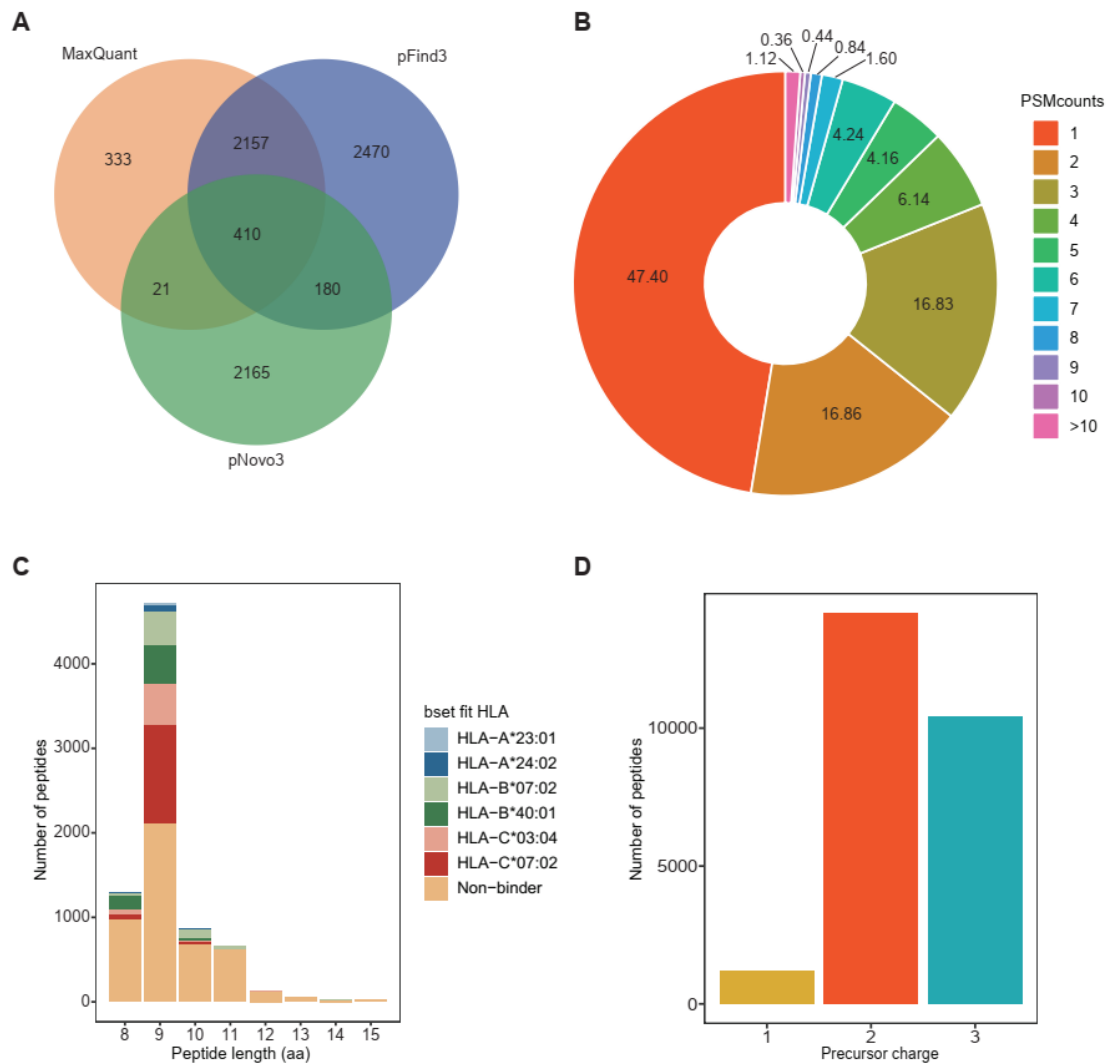 A
MaxQuant
pFind3
333
2157
2470
410
21
180
2165
pNovo3
B
0.36
0.44
1.12
0.84
1.60
4.24
4.16
6.14
47.40
16.83
16.86
PSMcounts
1
2
3
4
5
6
7
8
9
10
>10
C
Number of peptides
4000
3000
2000
1000
0
8 9 10 11 12 13 14 15
Peptide length (aa)
bset fit HLA
HLA−A*23:01
HLA−A*24:02
HLA−B*07:02
HLA−B*40:01
HLA−C*03:04
HLA−C*07:02
Non−binder
D
Number of peptides
10000
5000
0
1 2 3
Precursor charge